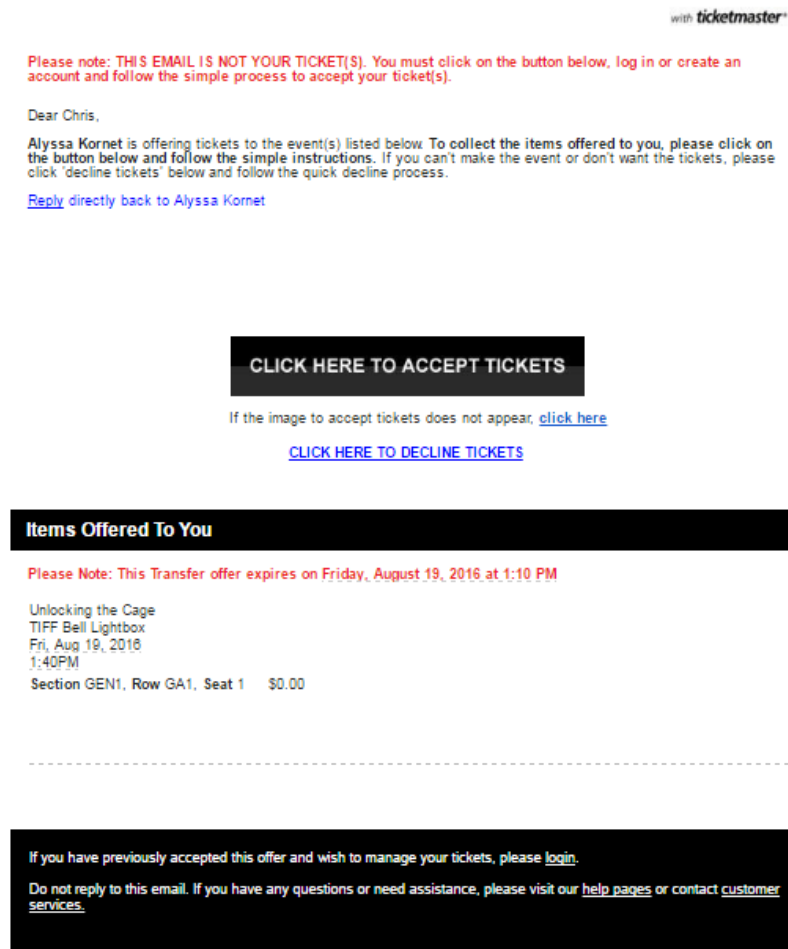 with ticketmaster®
Please note: THIS EMAIL IS NOT YOUR TICKET(S). You must click on the button below, log in or create an
account and follow the simple process to accept your ticket(s).
Dear Chris,
Alyssa Kornet is offering tickets to the event(s) listed below. To collect the items offered to you, please click on
the button below and follow the simple instructions. If you can't make the event or don't want the tickets, please
click 'decline tickets' below and follow the quick decline process.
Reply directly back to Alyssa Kornet
CLICK HERE TO ACCEPT TICKETS
If the image to accept tickets does not appear, click here
CLICK HERE TO DECLINE TICKETS
Items Offered To You
Please Note: This Transfer offer expires on Friday, August 19, 2016 at 1:10 PM
Unlocking the Cage
TIFF Bell Lightbox
Fri, Aug 19, 2016
1:40PM
Section GEN1, Row GA1, Seat 1 $0.00
If you have previously accepted this offer and wish to manage your tickets, please login.
Do not reply to this email. If you have any questions or need assistance, please visit our help pages or contact customer
services.